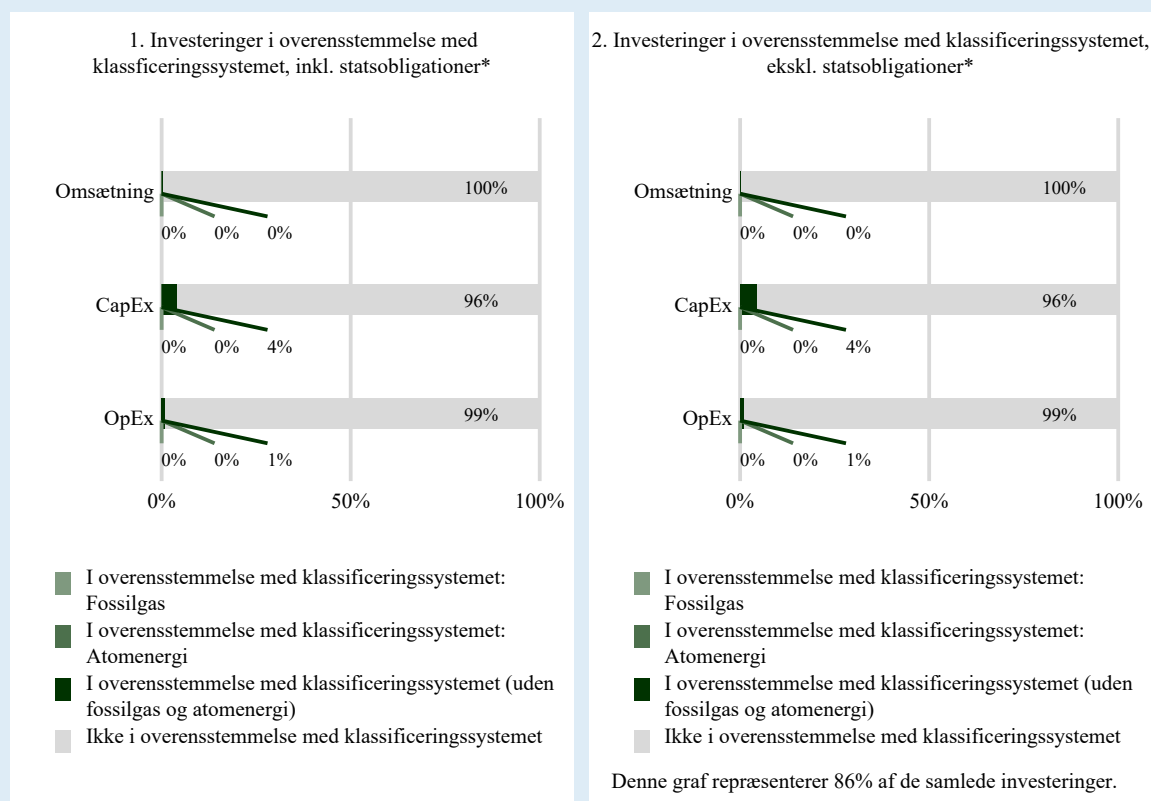 1. Investeringer i overensstemmelse med
klassficeringssystemet, inkl. statsobligationer*
Omsætning
100%
0% 0% 0%
CapEx
96%
0% 0% 4%
OpEx
99%
0% 0% 1%
0% 50% 100%
I overensstemmelse med klassificeringssystemet:
Fossilgas
I overensstemmelse med klassificeringssystemet:
Atomenergi
I overensstemmelse med klassificeringssystemet (uden
fossilgas og atomenergi)
Ikke i overensstemmelse med klassificeringssystemet
2. Investeringer i overensstemmelse med klassificeringssystemet,
ekskl. statsobligationer*
Omsætning
100%
0% 0% 0%
CapEx
96%
0% 0% 4%
OpEx
99%
0% 0% 1%
0% 50% 100%
I overensstemmelse med klassificeringssystemet:
Fossilgas
I overensstemmelse med klassificeringssystemet:
Atomenergi
I overensstemmelse med klassificeringssystemet (uden
fossilgas og atomenergi)
Ikke i overensstemmelse med klassificeringssystemet
Denne graf repræsenterer 86% af de samlede investeringer.